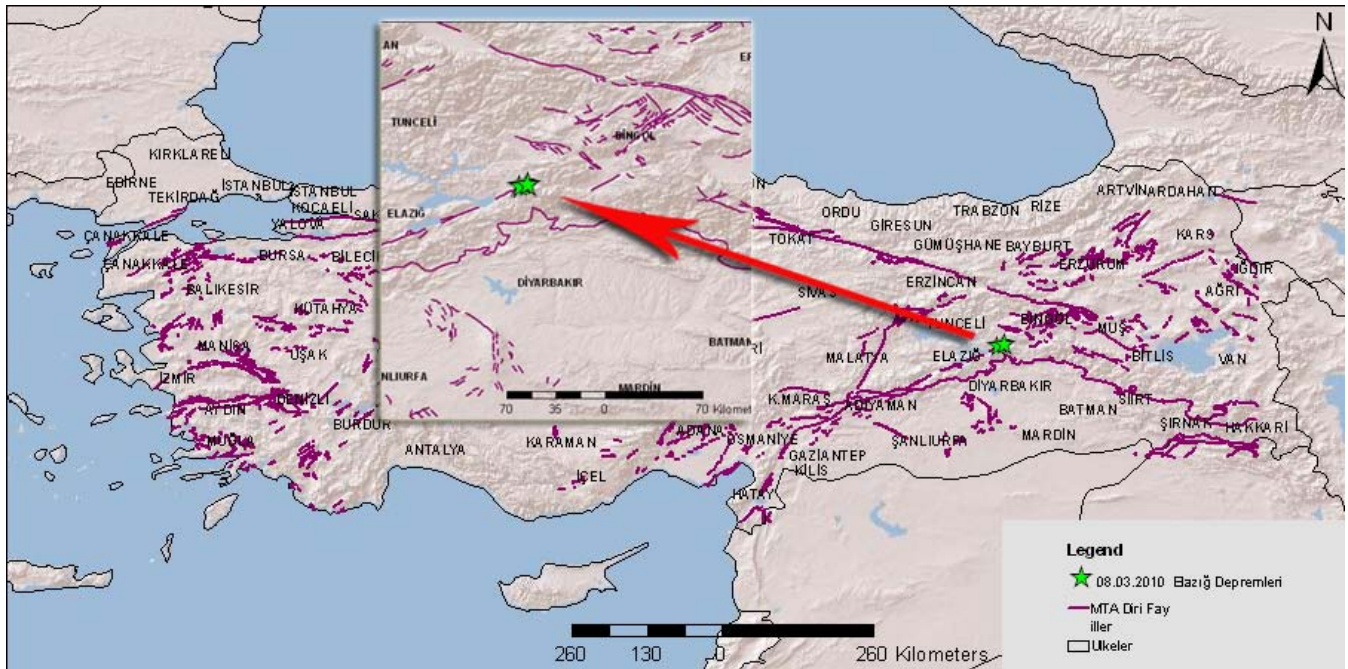 N
KIRKLARELİ
EDİRNE
İSTANBUL
TEKİRDAĞ
İSTANBUL
KOCAELİ
SAK
YALOVA
ÇANAKKALE
ÇANAKKALE
BURSA
BİLECİ
BALIKESİR
KÜTAHYA
MANİSA
UŞAK
İZMİR
AYDIN
DENİZLİ
BURDUR
MUĞLA
ANTALYA
KARAMAN
İÇEL
ADANA
OSMANİYE
HATAY
KİLİS
GAZİANTEP
K.MARAŞ
ADIYAMAN
ŞANLIURFA
MARDİN
MALATYA
ELAZIĞ
DİYARBAKIR
BATMAN
SİİRT
ŞIRNAK
HAKKARİ
TUNCELİ
BİNGÖL
MUŞ
BİTLİS
VAN
SİVAS
ERZİNCAN
TOKAT
ORDU
GİRESUN
TRABZON
RİZE
GÜMÜŞHANE
BAYBURT
ERZURUM
ARTVİN
ARDAHAN
KARS
IĞDIR
AĞRI
AN
ER
TUNCELİ
BİNGÖL
ELAZIĞ
DİYARBAKIR
BATMAN
NLIURFA
MARDİN
70 35 0 70 Kilomet
Legend
08.03.2010 Elazığ Depremleri
MTA Diri Fay
iller
Ulkeler
260 130 0 260 Kilometers